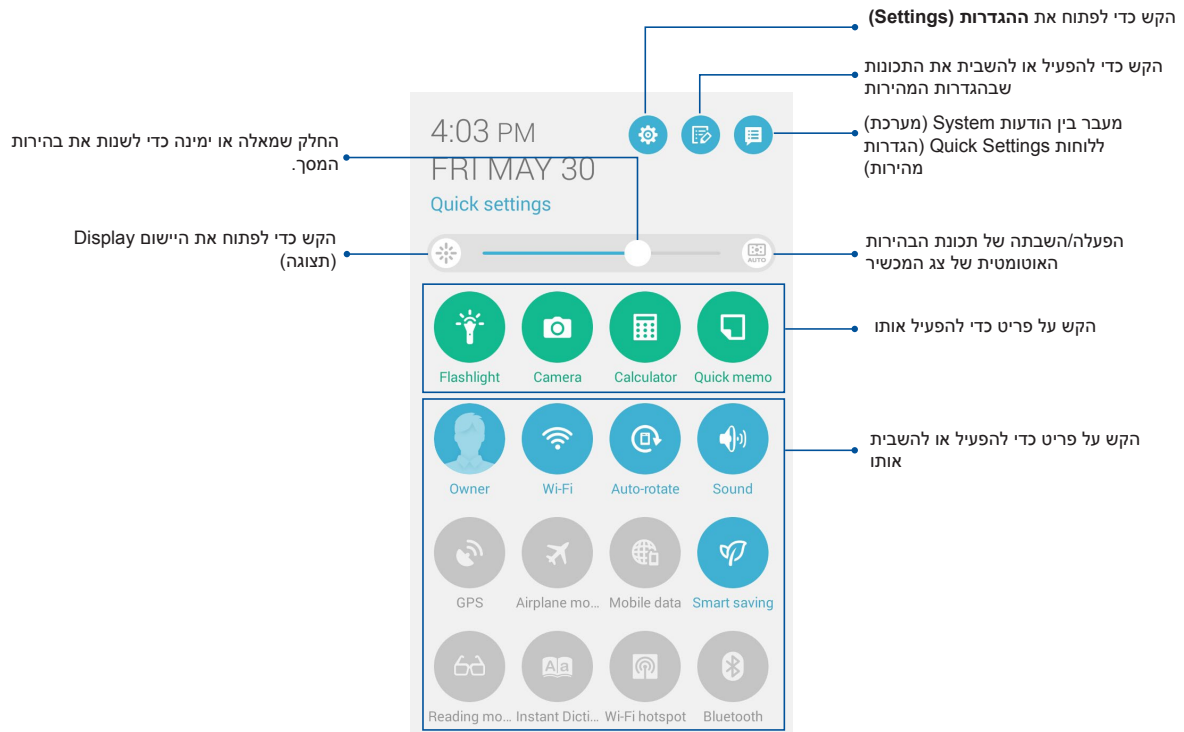 הקש כדי לפתוח את ההגדרות (Settings)
הקש כדי להפעיל או להשבית את התכונות
שבהגדרות המהירות
מעבר בין הודעות System (מערכת)
ללוחות Quick Settings (הגדרות
מהירות)
החלק שמאלה או ימינה כדי לשנות את בהירות
המסך.
4:03 PM
FRI MAY 30
Quick settings
הקש כדי לפתוח את היישום Display
(תצוגה)
AUTO
הפעלה/השבתה של תכונת הבהירות
האוטומטית של צג המכשיר
הקש על פריט כדי להפעיל אותו
Flashlight Camera Calculator Quick memo
הקש על פריט כדי להפעיל או להשבית
אותו
Owner Wi-Fi Auto-rotate Sound
GPS Airplane mo... Mobile data Smart saving
Aa
Reading mo... Instant Dicti... Wi-Fi hotspot Bluetooth